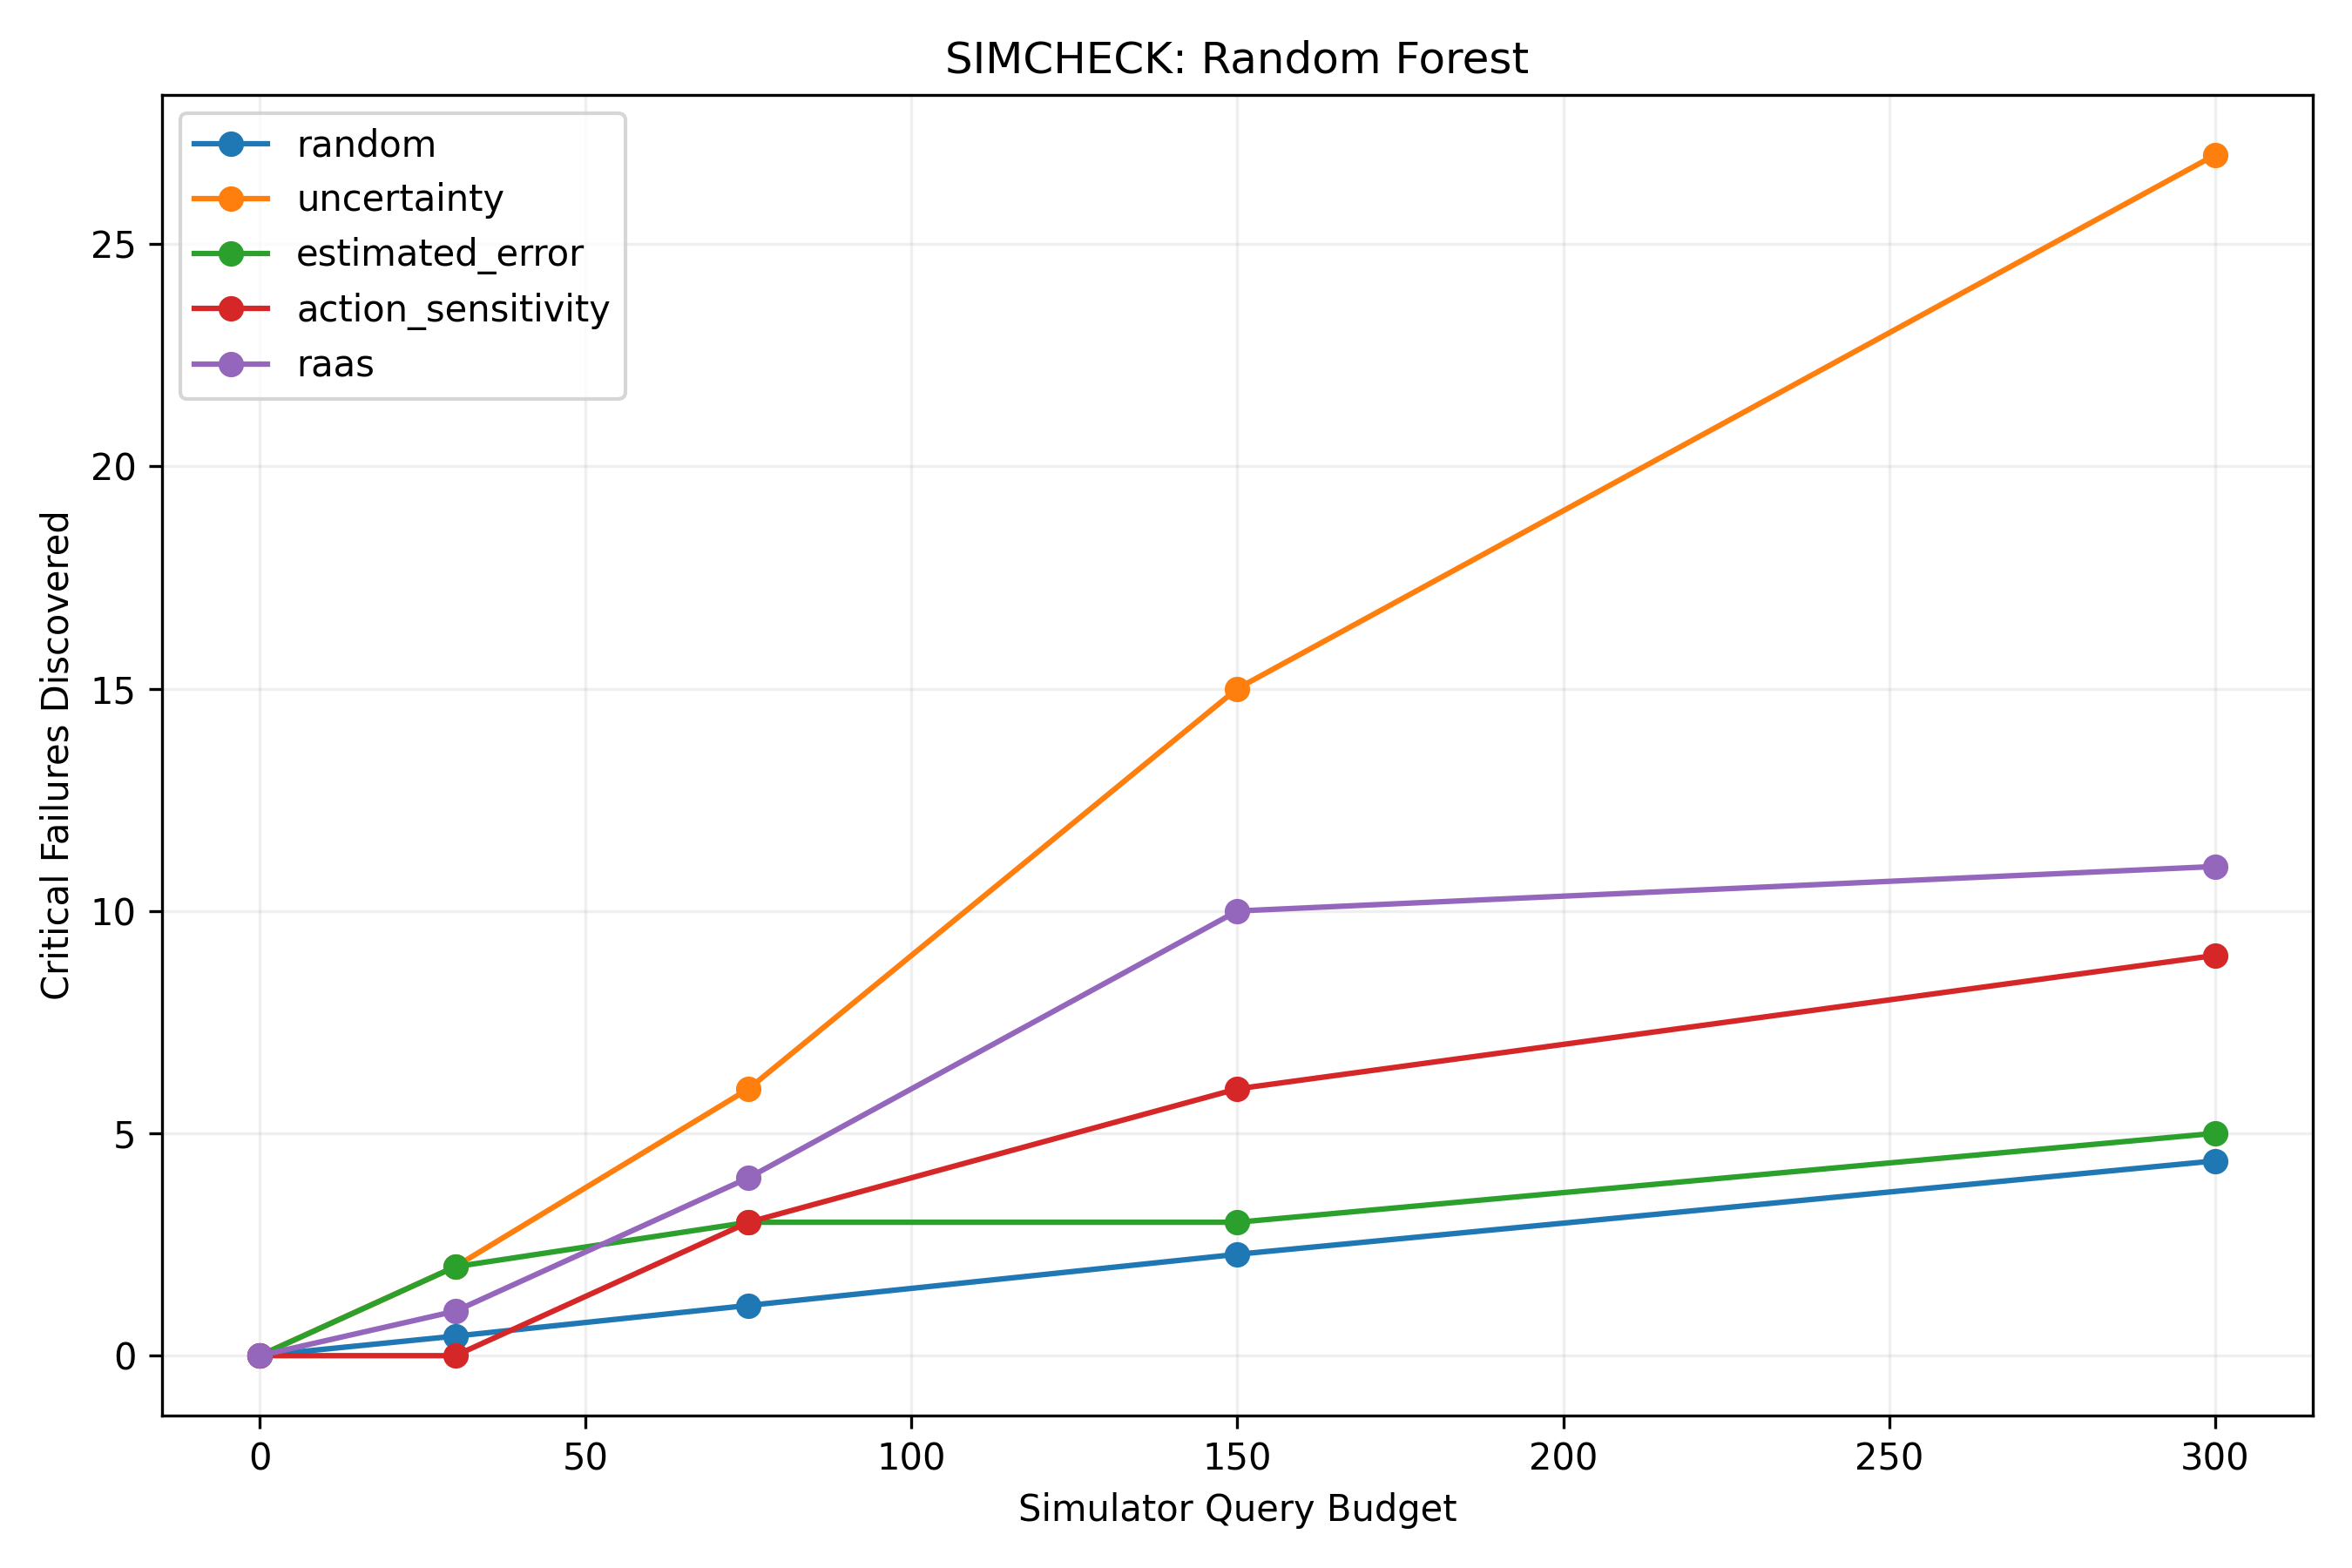 SIMCHECK: Random Forest
random
uncertainty
estimated_error
action_sensitivity
raas
Critical Failures Discovered
25
20
15
10
5
0
0 50 100 150 200 250 300
Simulator Query Budget